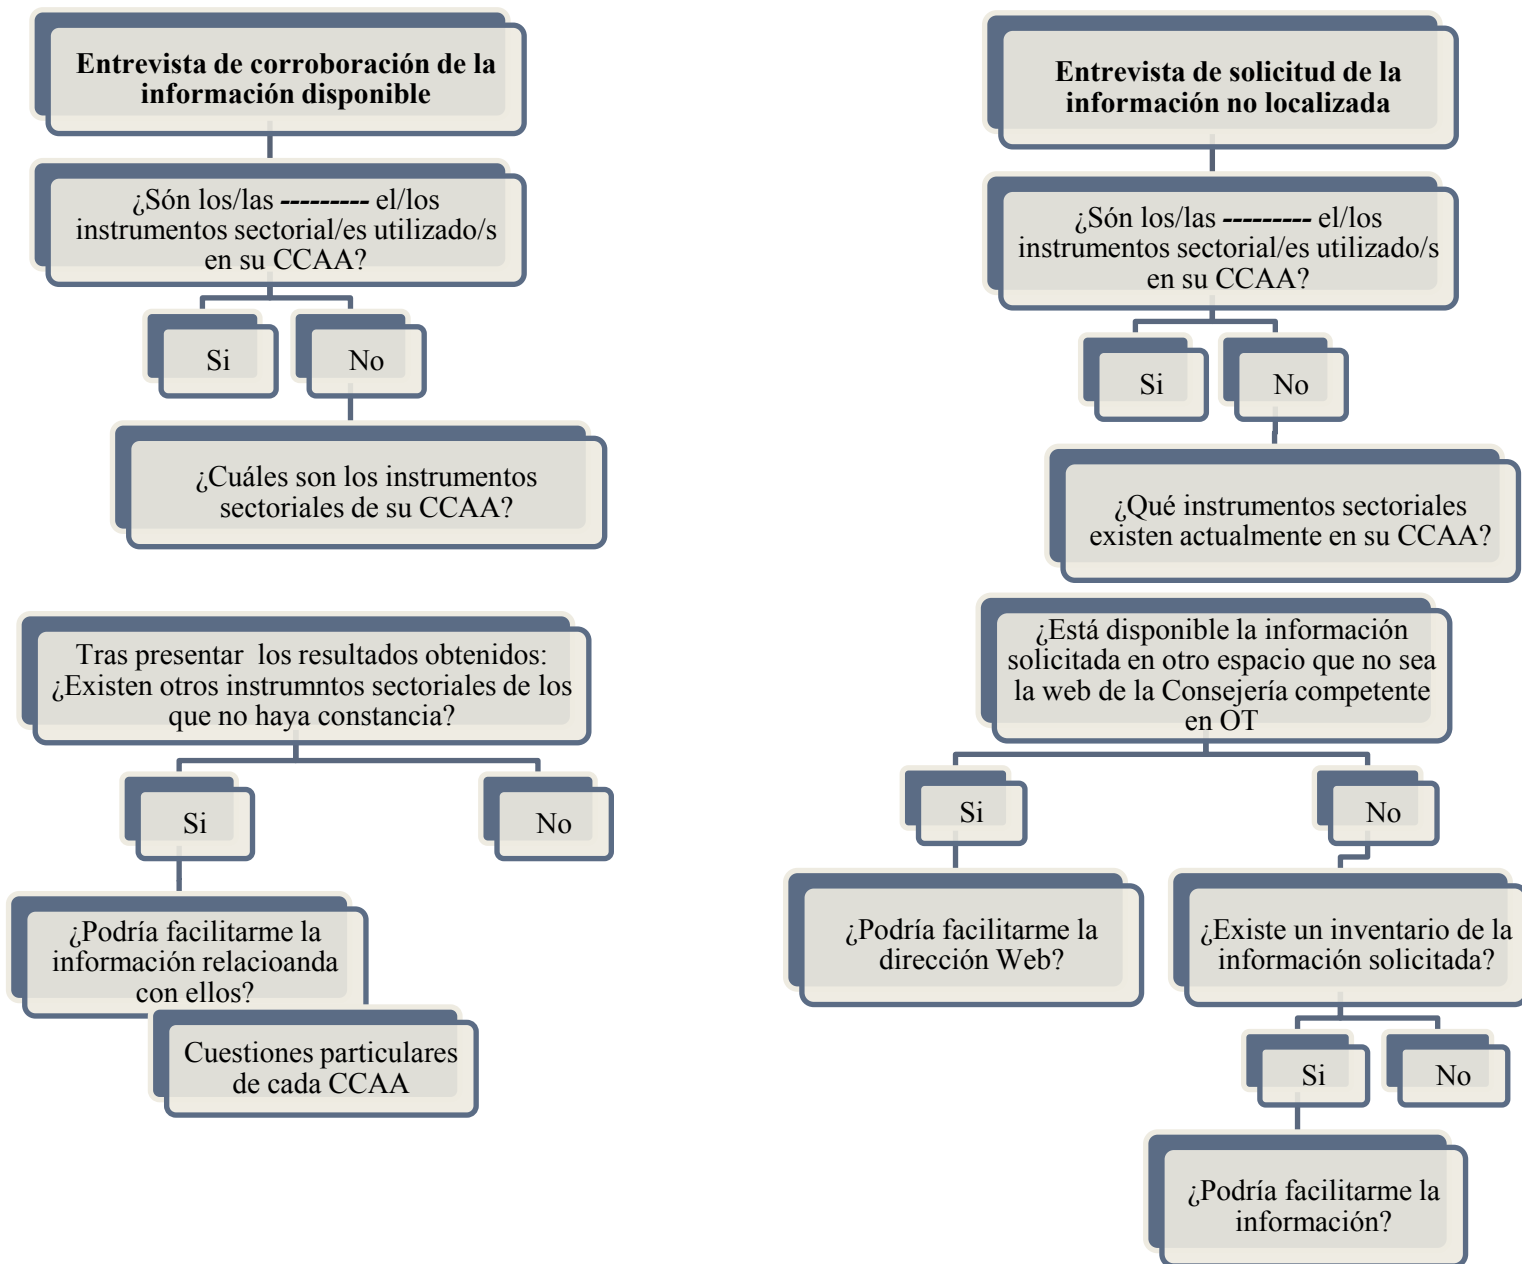 Entrevista de corroboración de la
información disponible
¿Són los/las --------- el/los
instrumentos sectorial/es utilizado/s
en su CCAA?
Si
No
¿Cuáles son los instrumentos
sectoriales de su CCAA?
Tras presentar los resultados obtenidos:
¿Existen otros instrumntos sectoriales de los
que no haya constancia?
Si
No
¿Podría facilitarme la
información relacioanda
con ellos?
Cuestiones particulares
de cada CCAA
Entrevista de solicitud de la
información no localizada
¿Són los/las --------- el/los
instrumentos sectorial/es utilizado/s
en su CCAA?
Si
No
¿Qué instrumentos sectoriales
existen actualmente en su CCAA?
¿Está disponible la información
solicitada en otro espacio que no sea
la web de la Consejería competente
en OT
Si
No
¿Podría facilitarme la
dirección Web?
¿Existe un inventario de la
información solicitada?
Si
No
¿Podría facilitarme la
información?